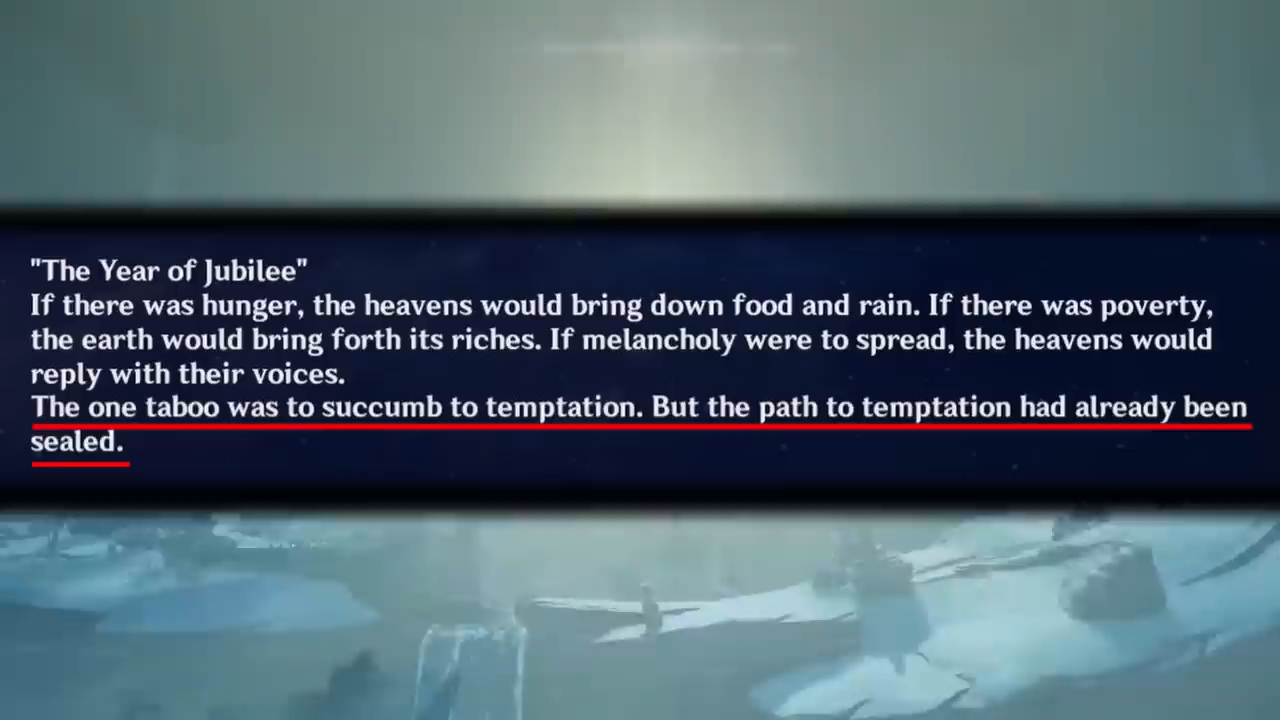 "The Year of Jubilee"
If there was hunger, the heavens would bring down food and rain. If there was poverty,
the earth would bring forth its riches. If melancholy were to spread, the heavens would
reply with their voices.
The one taboo was to succumb to temptation. But the path to temptation had already been
sealed.